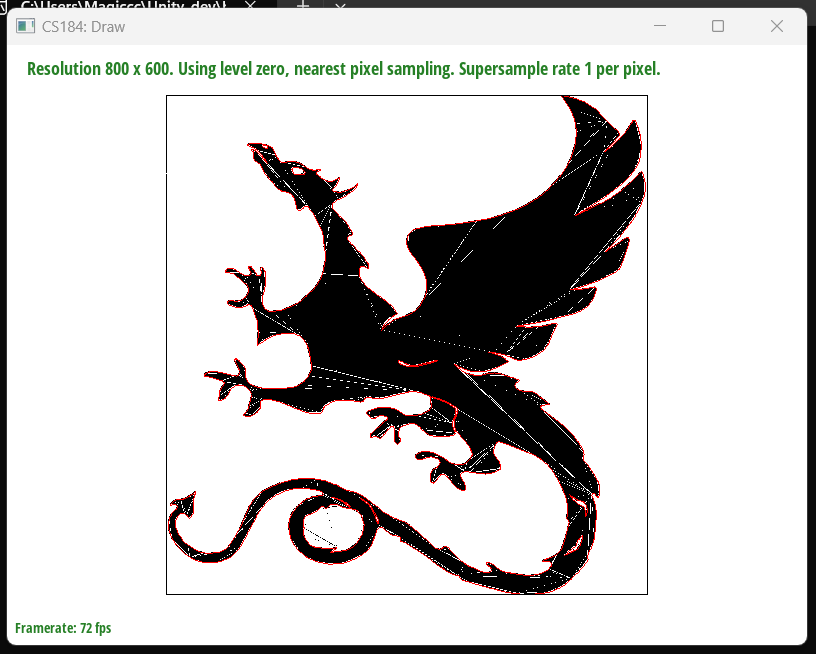 C:\Users\Magiccc\Unity_dev\
CS184: Draw
Resolution 800 x 600. Using level zero, nearest pixel sampling. Supersample rate 1 per pixel.
Framerate: 72 fps